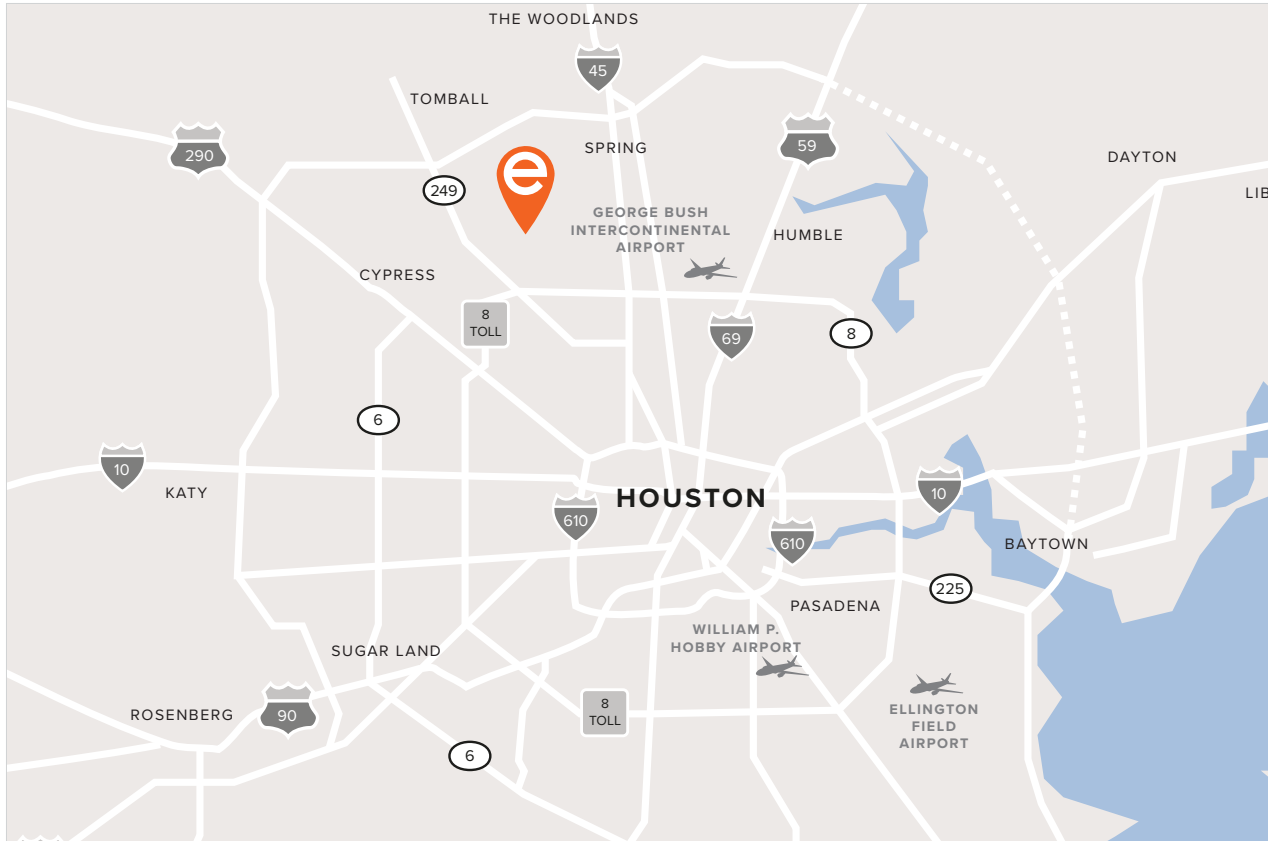 THE WOODLANDS
45
TOMBALL
SPRING
59
290
DAYTON
249
e
LIB
GEORGE BUSH
INTERCONTINENTAL
AIRPORT
HUMBLE
CYPRESS
8
TOLL
69
8
6
10
KATY
HOUSTON
10
610
610
BAYTOWN
225
PASADENA
WILLIAM P.
HOBBY AIRPORT
SUGAR LAND
ROSENBERG
90
8
TOLL
ELLINGTON
FIELD
AIRPORT
6